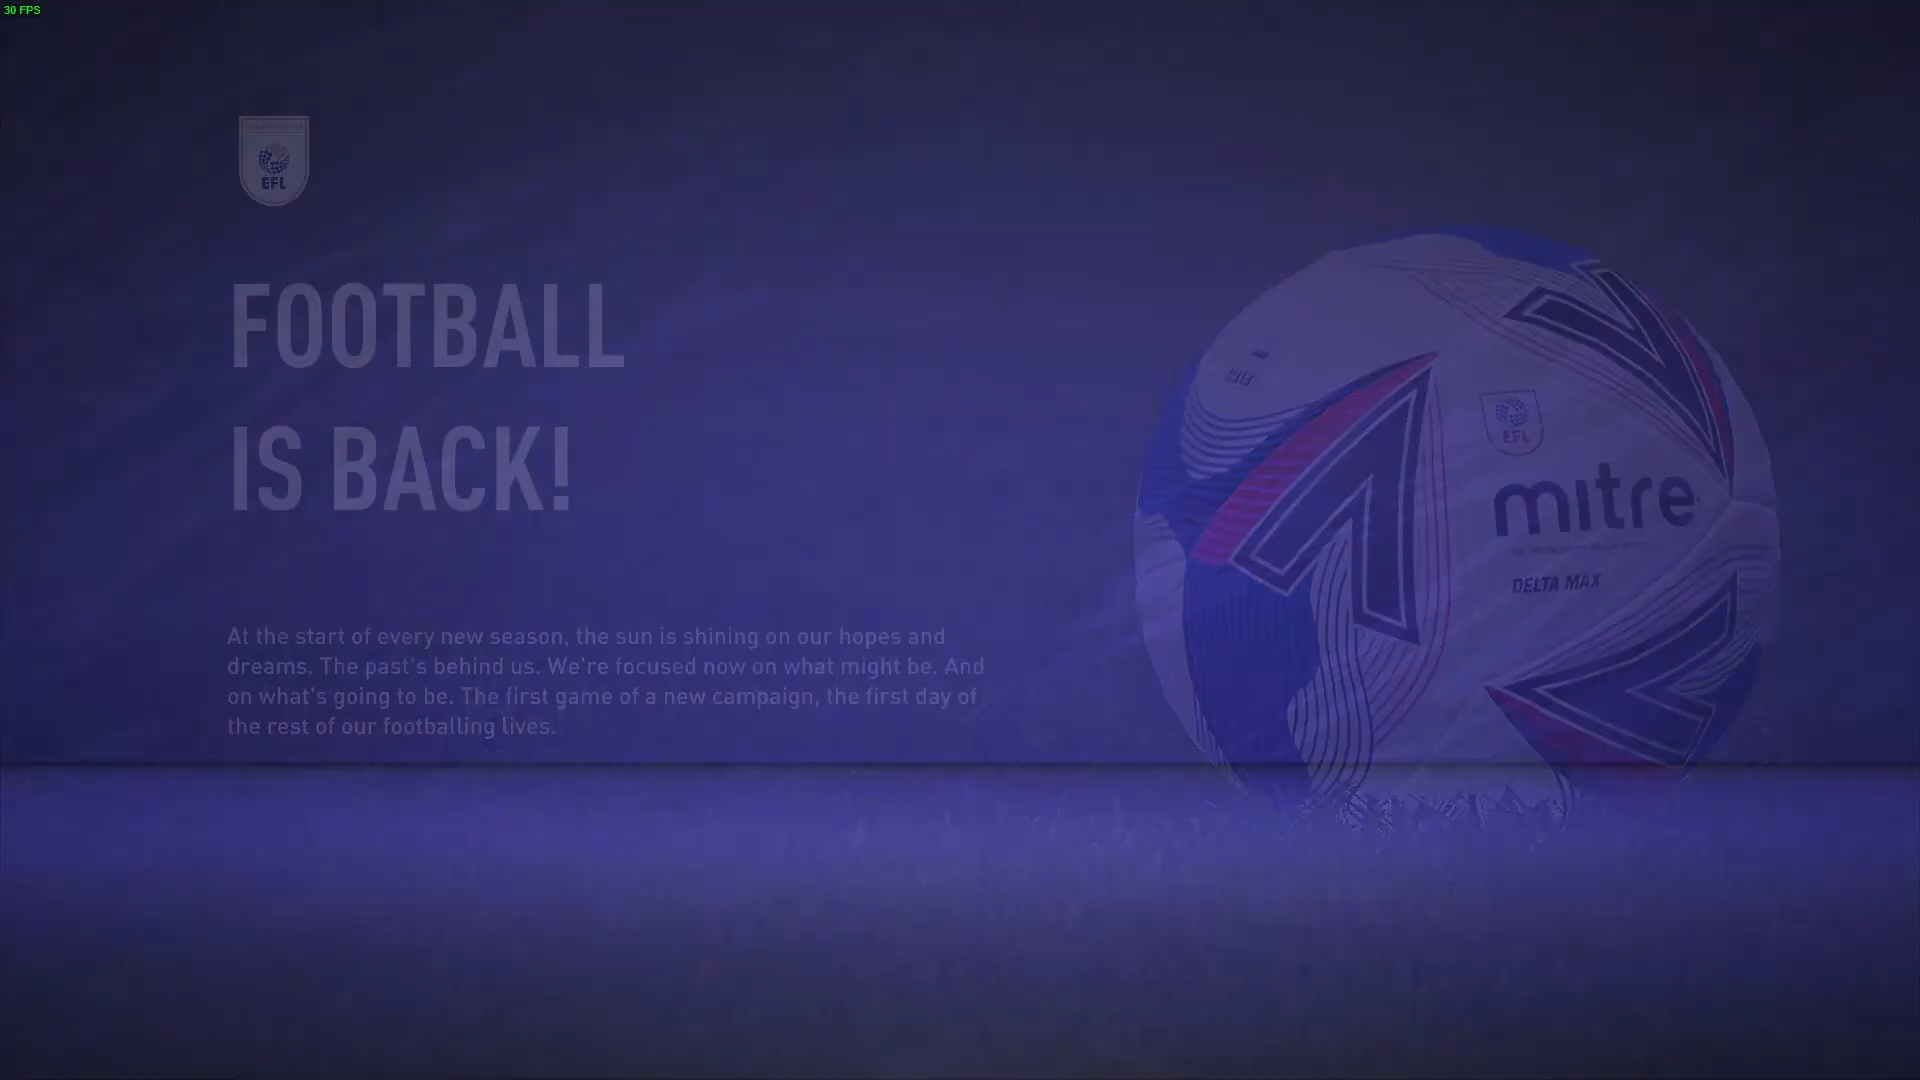 30 FPS
EFL
FOOTBALL
IS BACK!
EFL
mitre
DELTA MAX
At the start of every new season, the sun is shining on our hopes and
dreams. The past's behind us. We're focused now on what might be. And
on what's going to be. The first game of a new campaign, the first day of
the rest of our footballing lives.